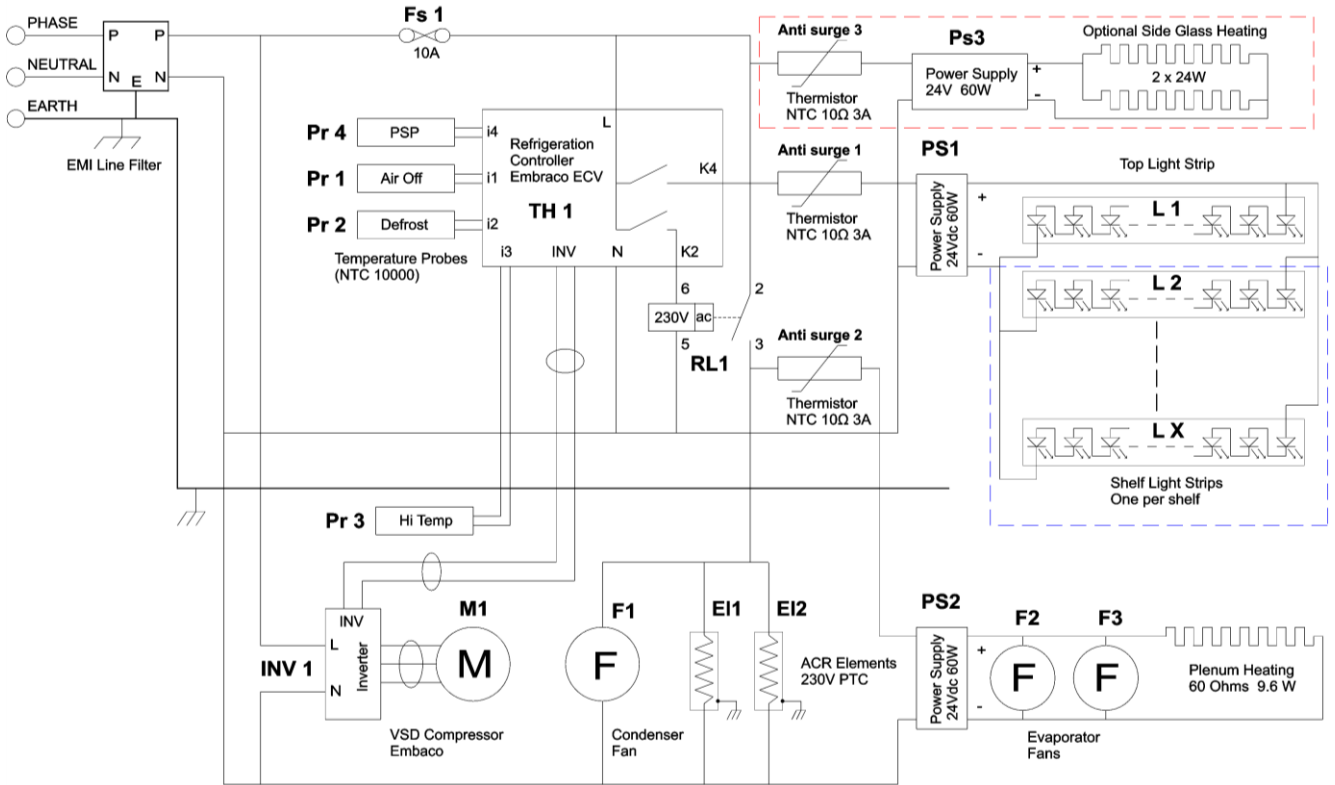 PHASE
NEUTRAL
EARTH
P P
N E N
EMI Line Filter
Fs 1
10A
Anti surge 3
Thermistor
NTC 10Ω 3A
Ps3
Power Supply
24V 60W
+
-
Optional Side Glass Heating
2 x 24W
Pr 4
PSP
i4
Pr 1
Air Off
i1
Pr 2
Defrost
i2
Temperature Probes
(NTC 10000)
L
Refrigeration
Controller
Embraco ECV
TH 1
K4
i3
INV
N
K2
Anti surge 1
Thermistor
NTC 10Ω 3A
PS1
Power Supply
24Vdc 60W
+
-
Top Light Strip
L 1
L 2
L X
Shelf Light Strips
One per shelf
6
230V
ac
5
2
3
RL1
Anti surge 2
Thermistor
NTC 10Ω 3A
Pr 3
Hi Temp
INV 1
INV
L
N
Inverter
M1
M
VSD Compressor
Embaco
F1
F
Condenser
Fan
El1
El2
ACR Elements
230V PTC
PS2
Power Supply
24Vdc 60W
+
-
F2
F
F3
F
Evaporator
Fans
Plenum Heating
60 Ohms 9.6 W